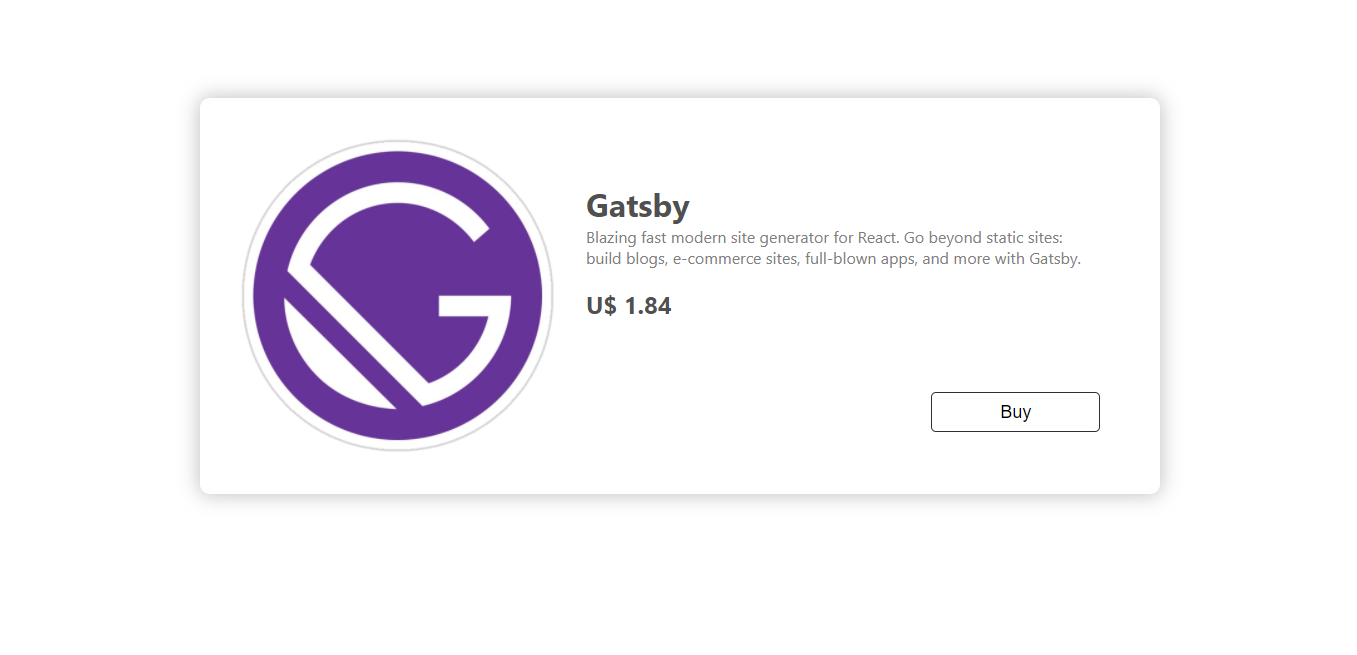 Gatsby
Blazing fast modern site generator for React. Go beyond static sites:
build blogs, e-commerce sites, full-blown apps, and more with Gatsby.
U$ 1.84
Buy